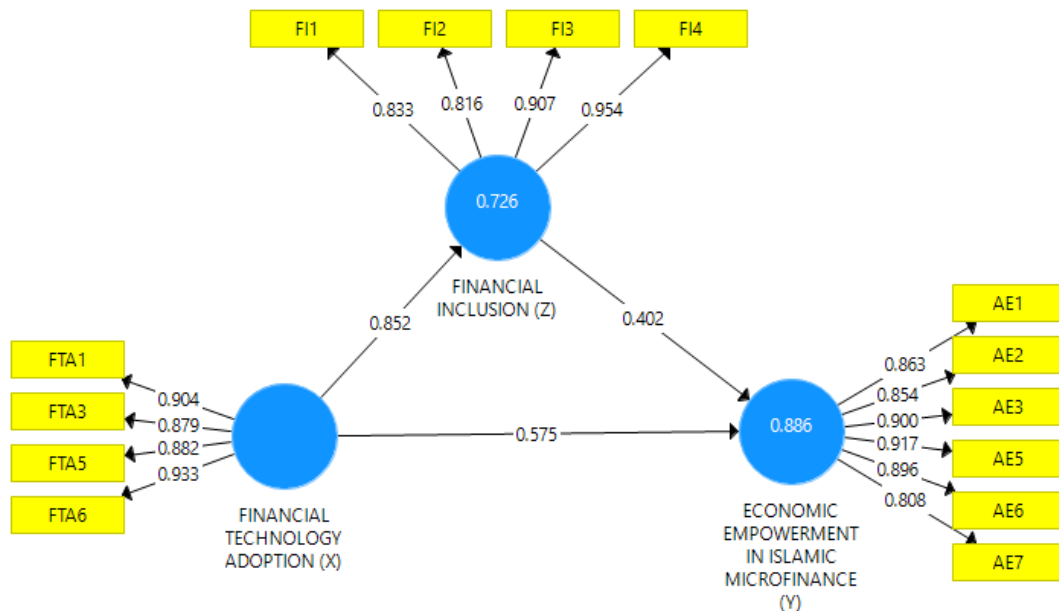 FI1
FI2
FI3
FI4
0.833
0.816
0.907
0.954
0.726
FINANCIAL
INCLUSION (Z)
0.852
0.402
FTA1
FTA3
FTA5
FTA6
0.904
0.879
0.882
0.933
FINANCIAL
TECHNOLOGY
ADOPTION (X)
0.575
0.886
ECONOMIC
EMPOWERMENT
IN ISLAMIC
MICROFINANCE
(Y)
0.863
0.854
0.900
0.917
0.896
0.808
AE1
AE2
AE3
AE5
AE6
AE7